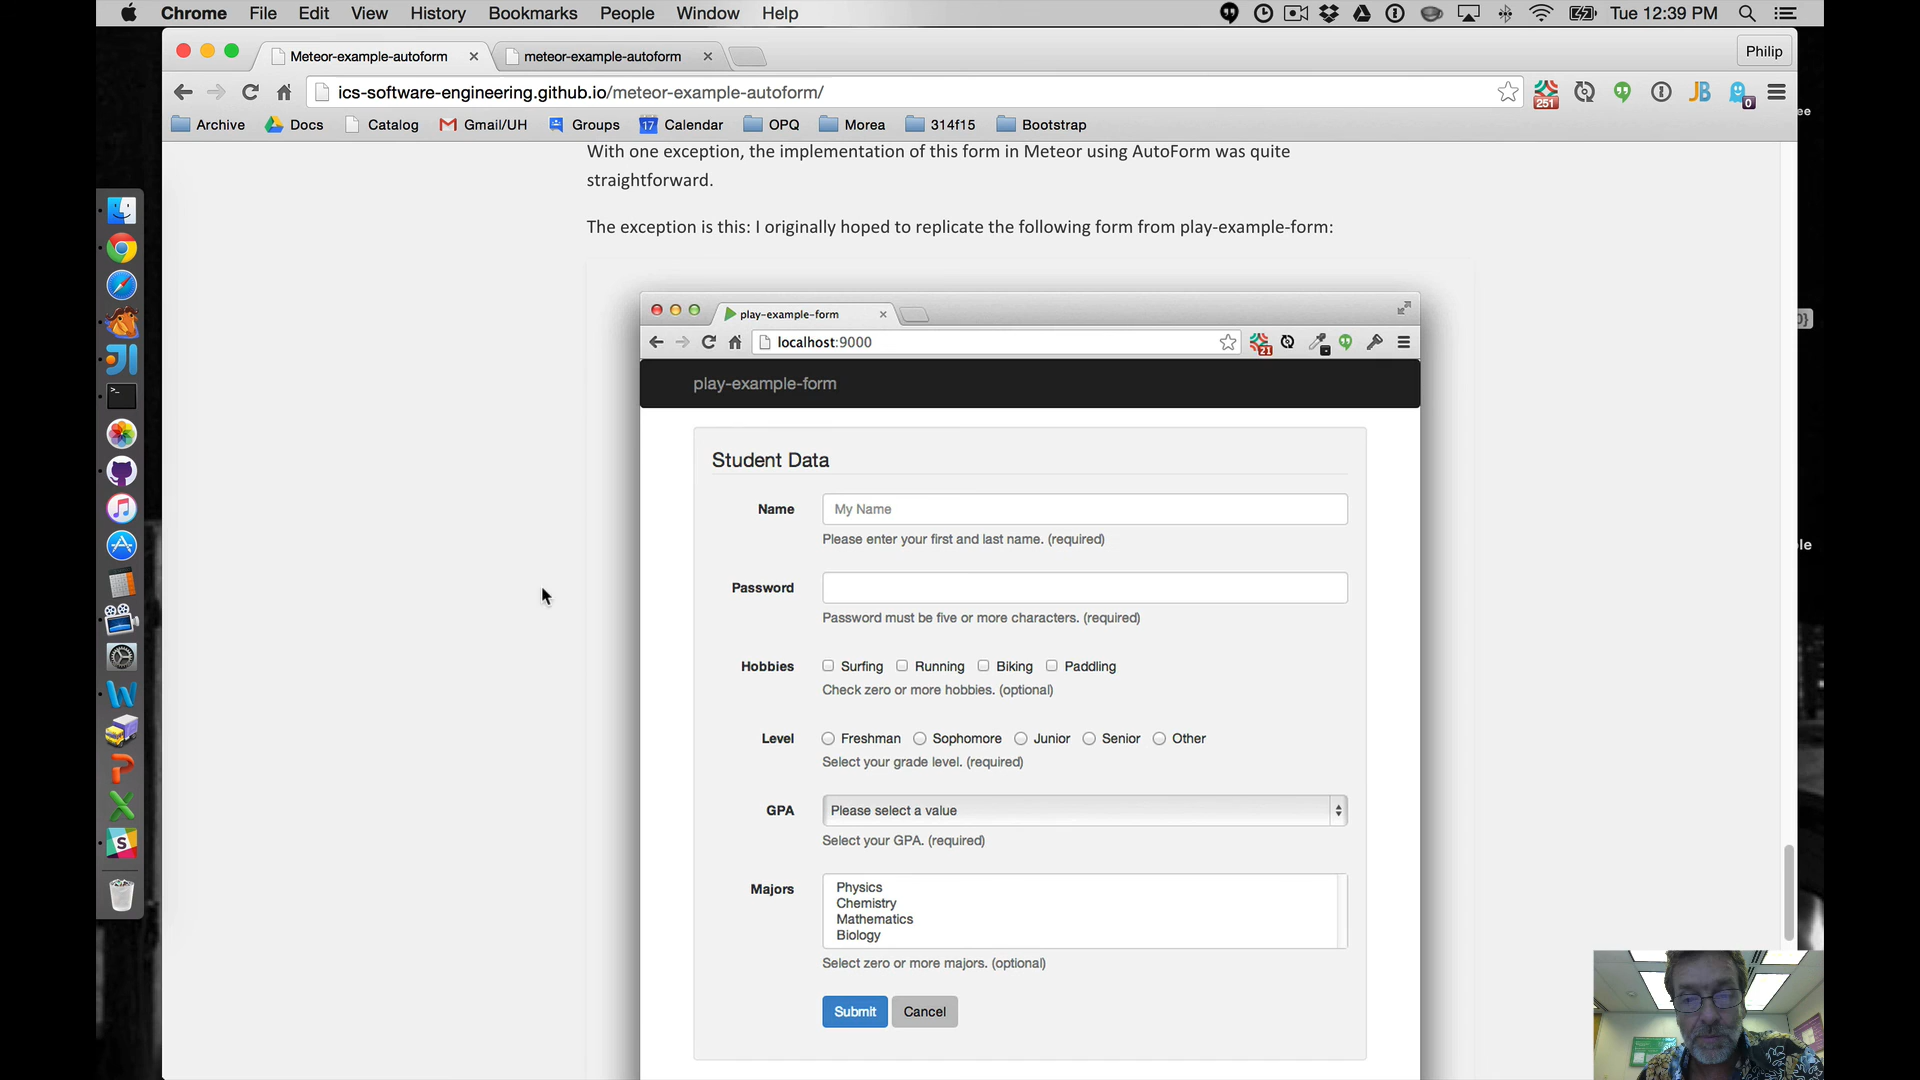 Chrome File Edit View History Bookmarks People Window Help Tue 12:39 PM
Meteor-example-autoform meteor-example-autoform Philip
ics-software-engineering.github.io/meteor-example-autoform/ 251 JB 0
Archive Docs Catalog Gmail/UH Groups 17 Calendar OPQ Morea 314f15 Bootstrap
With one exception, the implementation of this form in Meteor using AutoForm was quite
straightforward.
The exception is this: I originally hoped to replicate the following form from play-example-form:
play-example-form
localhost:9000 21
play-example-form
Student Data
Name My Name
Please enter your first and last name. (required)
Password
Password must be five or more characters. (required)
Hobbies Surfing Running Biking Paddling
Check zero or more hobbies. (optional)
Level Freshman Sophomore Junior Senior Other
Select your grade level. (required)
GPA Please select a value
Select your GPA. (required)
Majors Physics
Chemistry
Mathematics
Biology
Select zero or more majors. (optional)
Submit Cancel